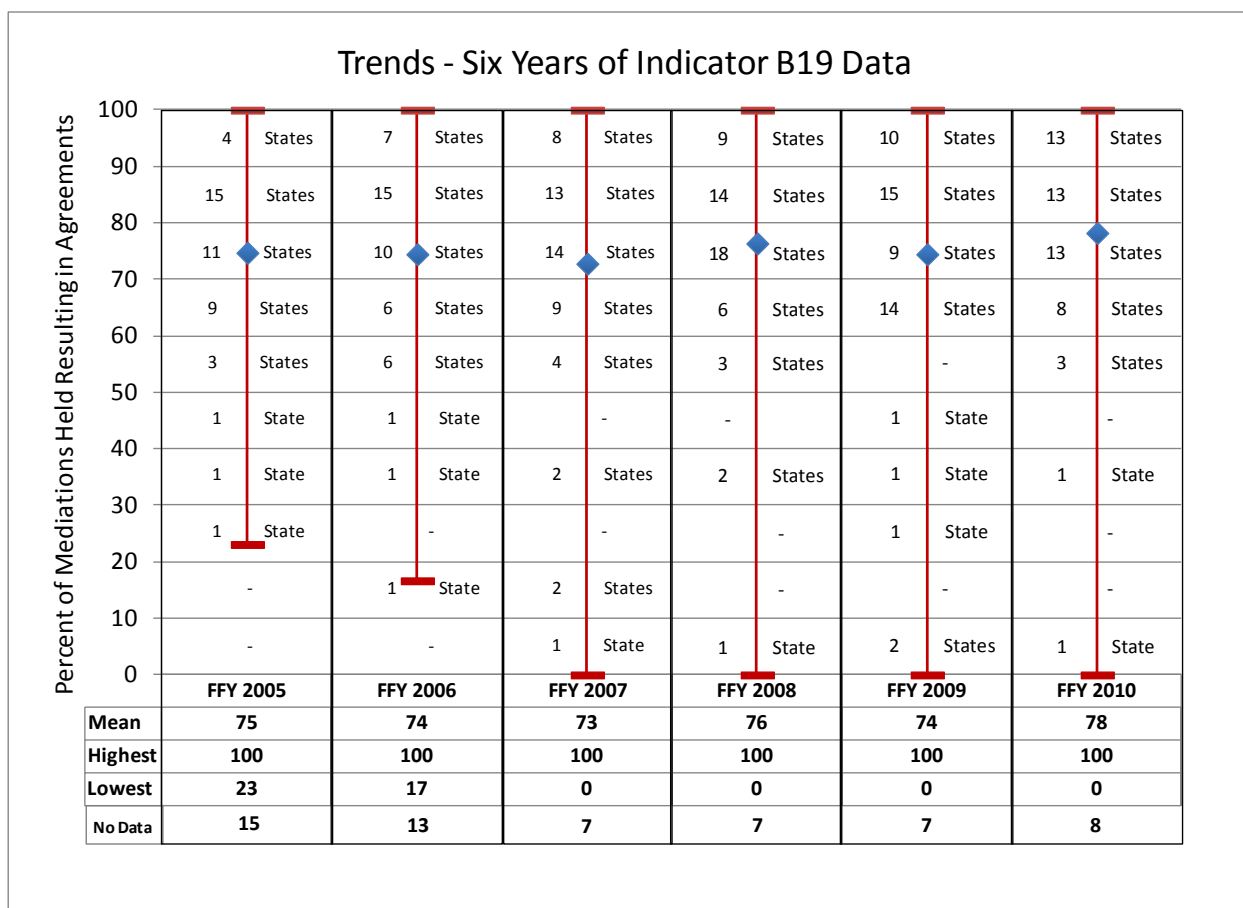 Trends - Six Years of Indicator B19 Data
Percent of Mediations Held Resulting in Agreements
100
4 States 7 States 8 States 9 States 10 States 13 States
90
15 States 15 States 13 States 14 States 15 States 13 States
80
11 States 10 States 14 States 18 States 9 States 13 States
70
9 States 6 States 9 States 6 States 14 States 8 States
60
3 States 6 States 4 States 3 States - 3 States
50
1 State 1 State - - 1 State -
40
1 State 1 State 2 States 2 States 1 State 1 State
30
1 State - - - 1 State -
20
- 1 State 2 States - - -
10
- - 1 State 1 State 2 States 1 State
0
FFY 2005 FFY 2006 FFY 2007 FFY 2008 FFY 2009 FFY 2010
Mean 75 74 73 76 74 78
Highest 100 100 100 100 100 100
Lowest 23 17 0 0 0 0
No Data 15 13 7 7 7 8